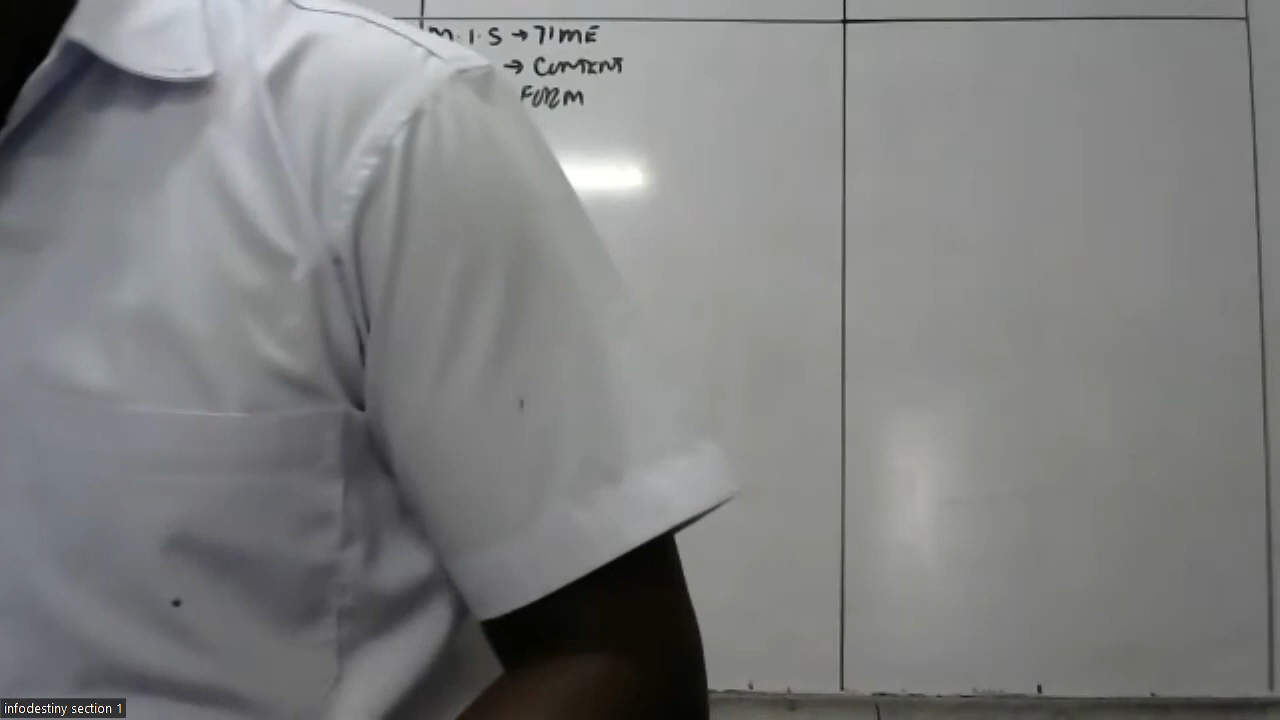 M.I.S → TIME
→ CONTENT
FORM
infodestiny section 1